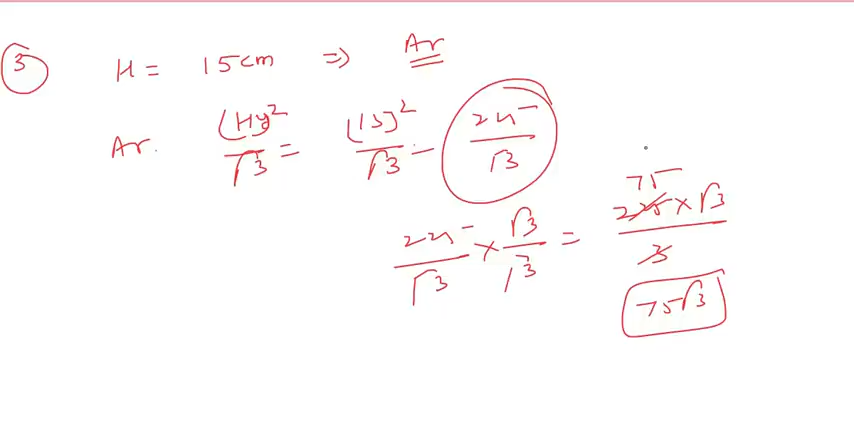 3 H = 15cm ⇒ Ar
Ar. (H)²/√3 = (15)²/√3 = 225/√3
225/√3 × √3/√3 = 225×√3/3
75
75√3